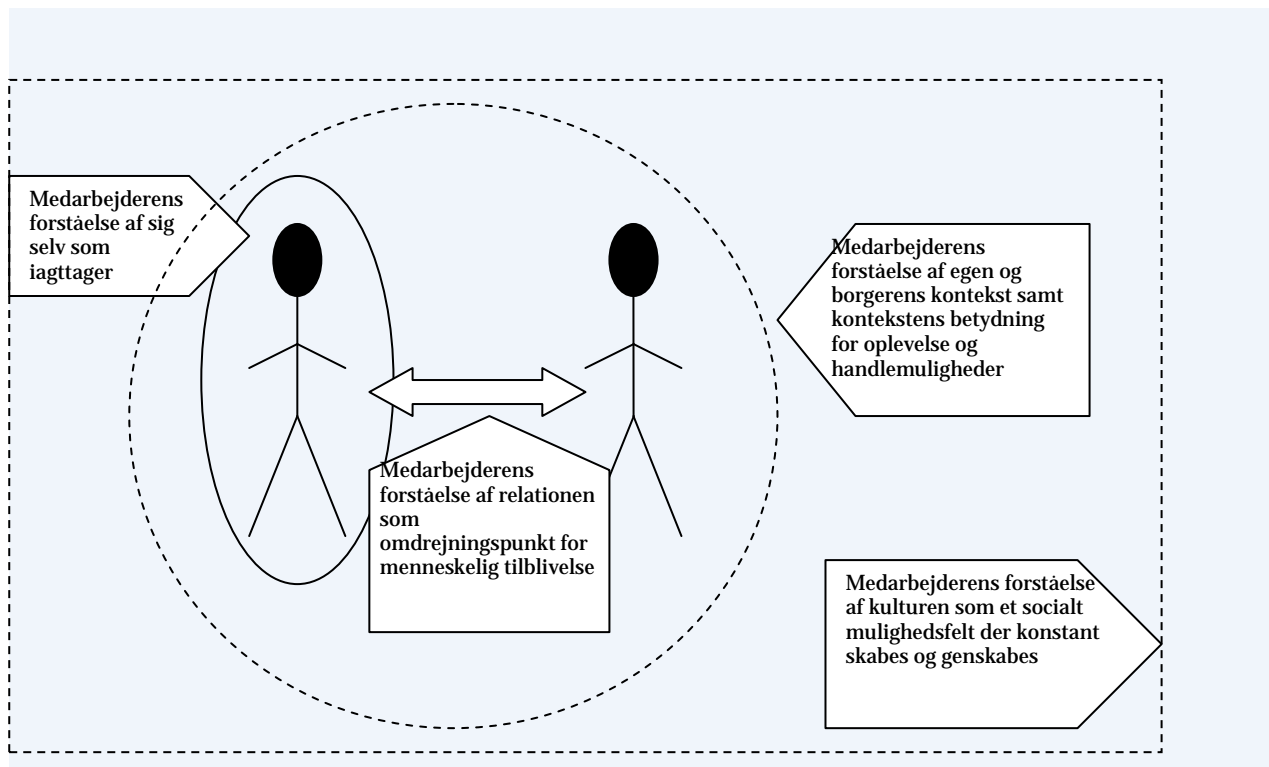 Medarbejderens
forståelse af sig
selv som
iagttager
Medarbejderens
forståelse af egen og
borgerens kontekst samt
kontekstens betydning
for oplevelse og
handlemuligheder
Medarbejderens
forståelse af relationen
som
omdrejningspunkt for
menneskelig tilblivelse
Medarbejderens forståelse
af kulturen som et socialt
mulighedsfelt der konstant
skabes og genskabes